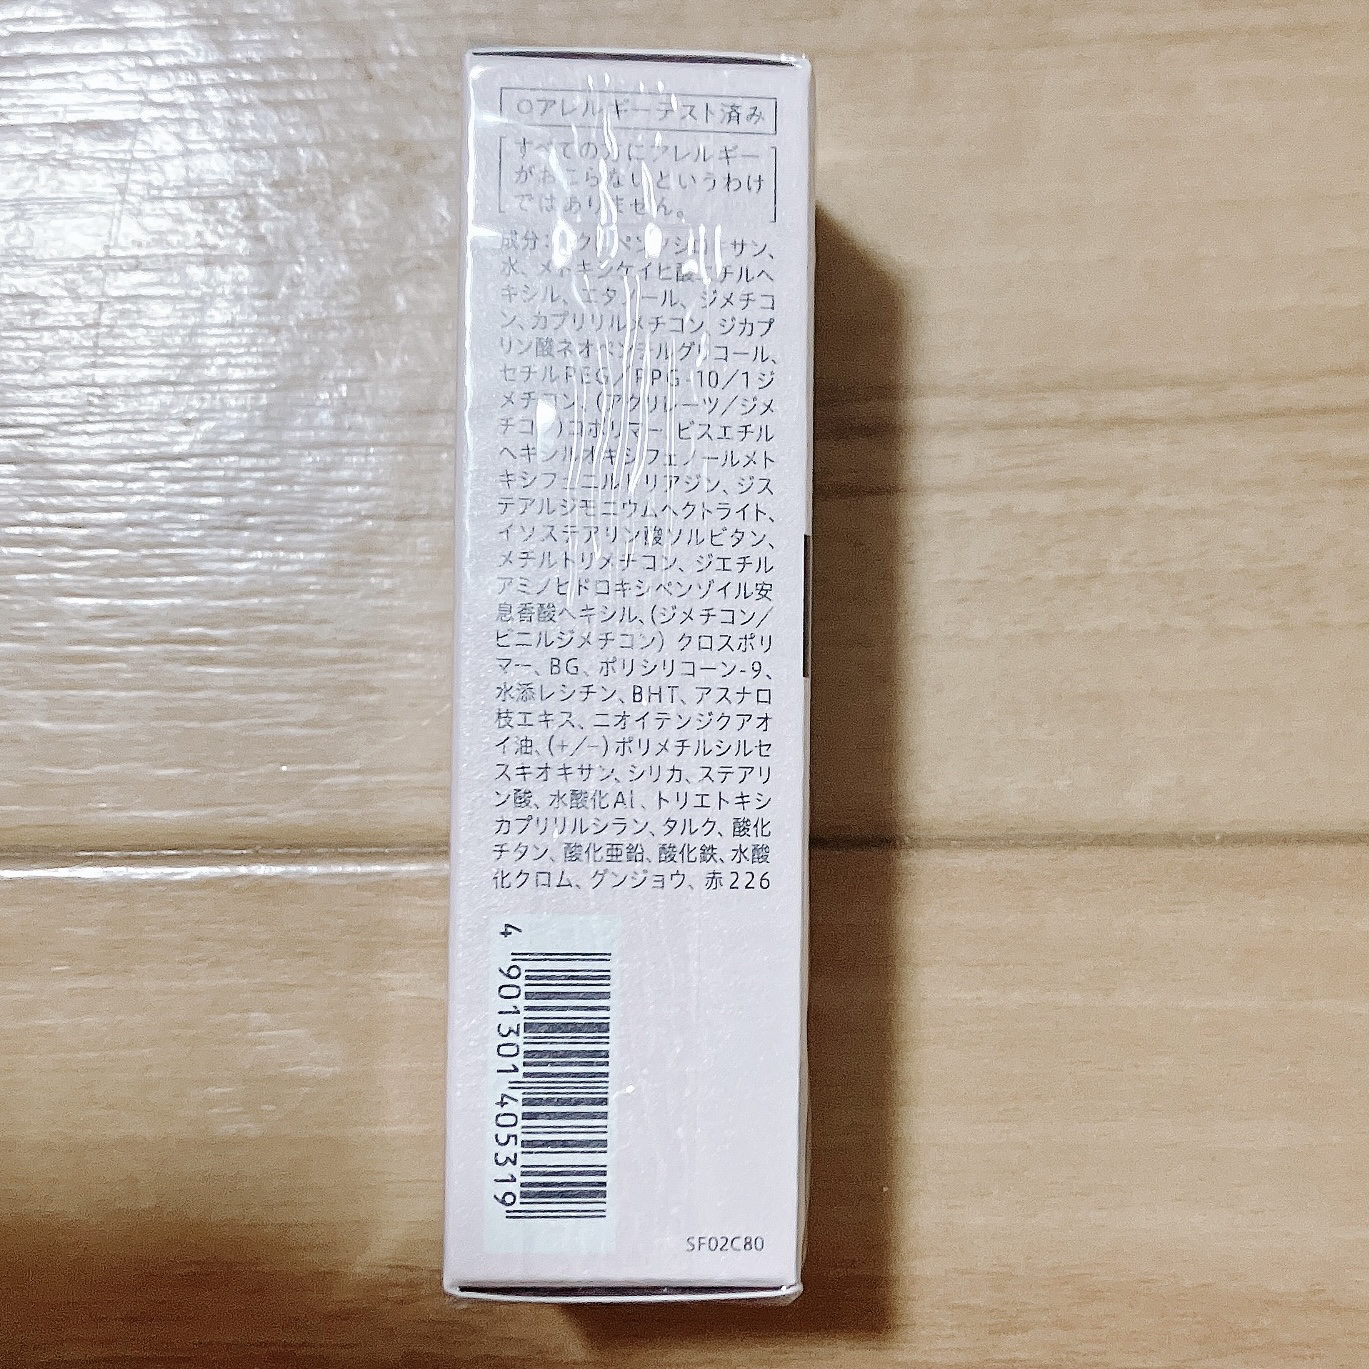 ○アレルギーテスト済み
すべての方にアレルギー
がおこらないというわけ
ではありません。
成分：シクロペンタシロキサン、
水、メトキシケイヒ酸エチルヘ
キシル、エタノール、ジメチコ
ン、カプリリルメチコン、ジカプ
リン酸ネオペンチルグリコール、
セチルPEG／PPG-10／1ジ
メチコン、(アクリレーツ／ジメ
チコン)コポリマー、ビスエチル
ヘキシルオキシフェノールメト
キシフェニルトリアジン、ジス
テアルジモニウムヘクトライト、
イソステアリン酸ソルビタン、
メチルトリメチコン、ジエチル
アミノヒドロキシベンゾイル安
息香酸ヘキシル、(ジメチコン／
ビニルジメチコン) クロスポリ
マー、BG、ポリシリコーン-9、
水添レシチン、BHT、アスナロ
枝エキス、ニオイテンジクアオ
イ油、(+／−)ポリメチルシルセ
スキオキサン、シリカ、ステアリ
ン酸、水酸化Al、トリエトキシ
カプリリルシラン、タルク、酸化
チタン、酸化亜鉛、酸化鉄、水酸
化クロム、グンジョウ、赤226
4 901301 405319
SF02C80